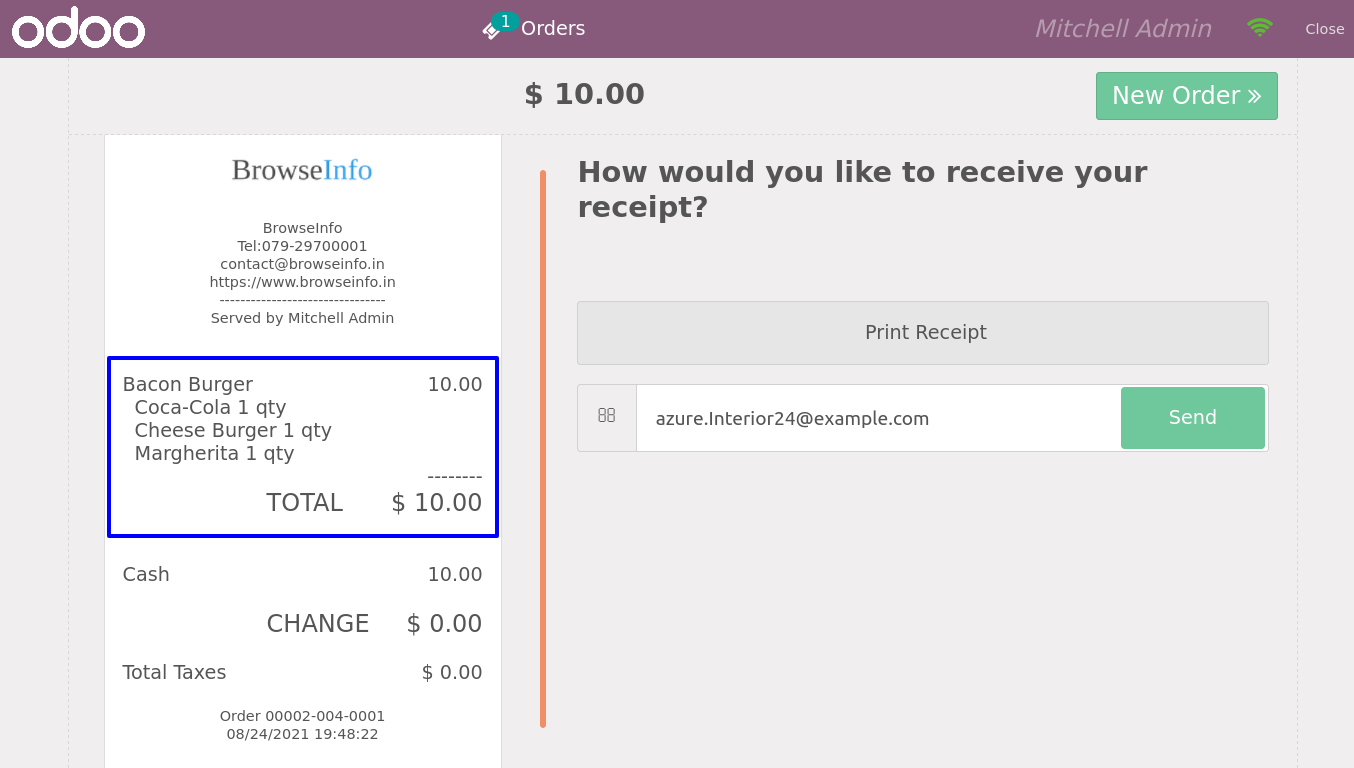 odoo
1
Orders
Mitchell Admin
Close
$ 10.00
New Order »
BrowseInfo
BrowseInfo
Tel:079-29700001
contact@browseinfo.in
https://www.browseinfo.in
--------------------------------
Served by Mitchell Admin
Bacon Burger 10.00
Coca-Cola 1 qty
Cheese Burger 1 qty
Margherita 1 qty
--------
TOTAL $ 10.00
Cash 10.00
CHANGE $ 0.00
Total Taxes $ 0.00
Order 00002-004-0001
08/24/2021 19:48:22
How would you like to receive your
receipt?
Print Receipt
azure.Interior24@example.com
Send